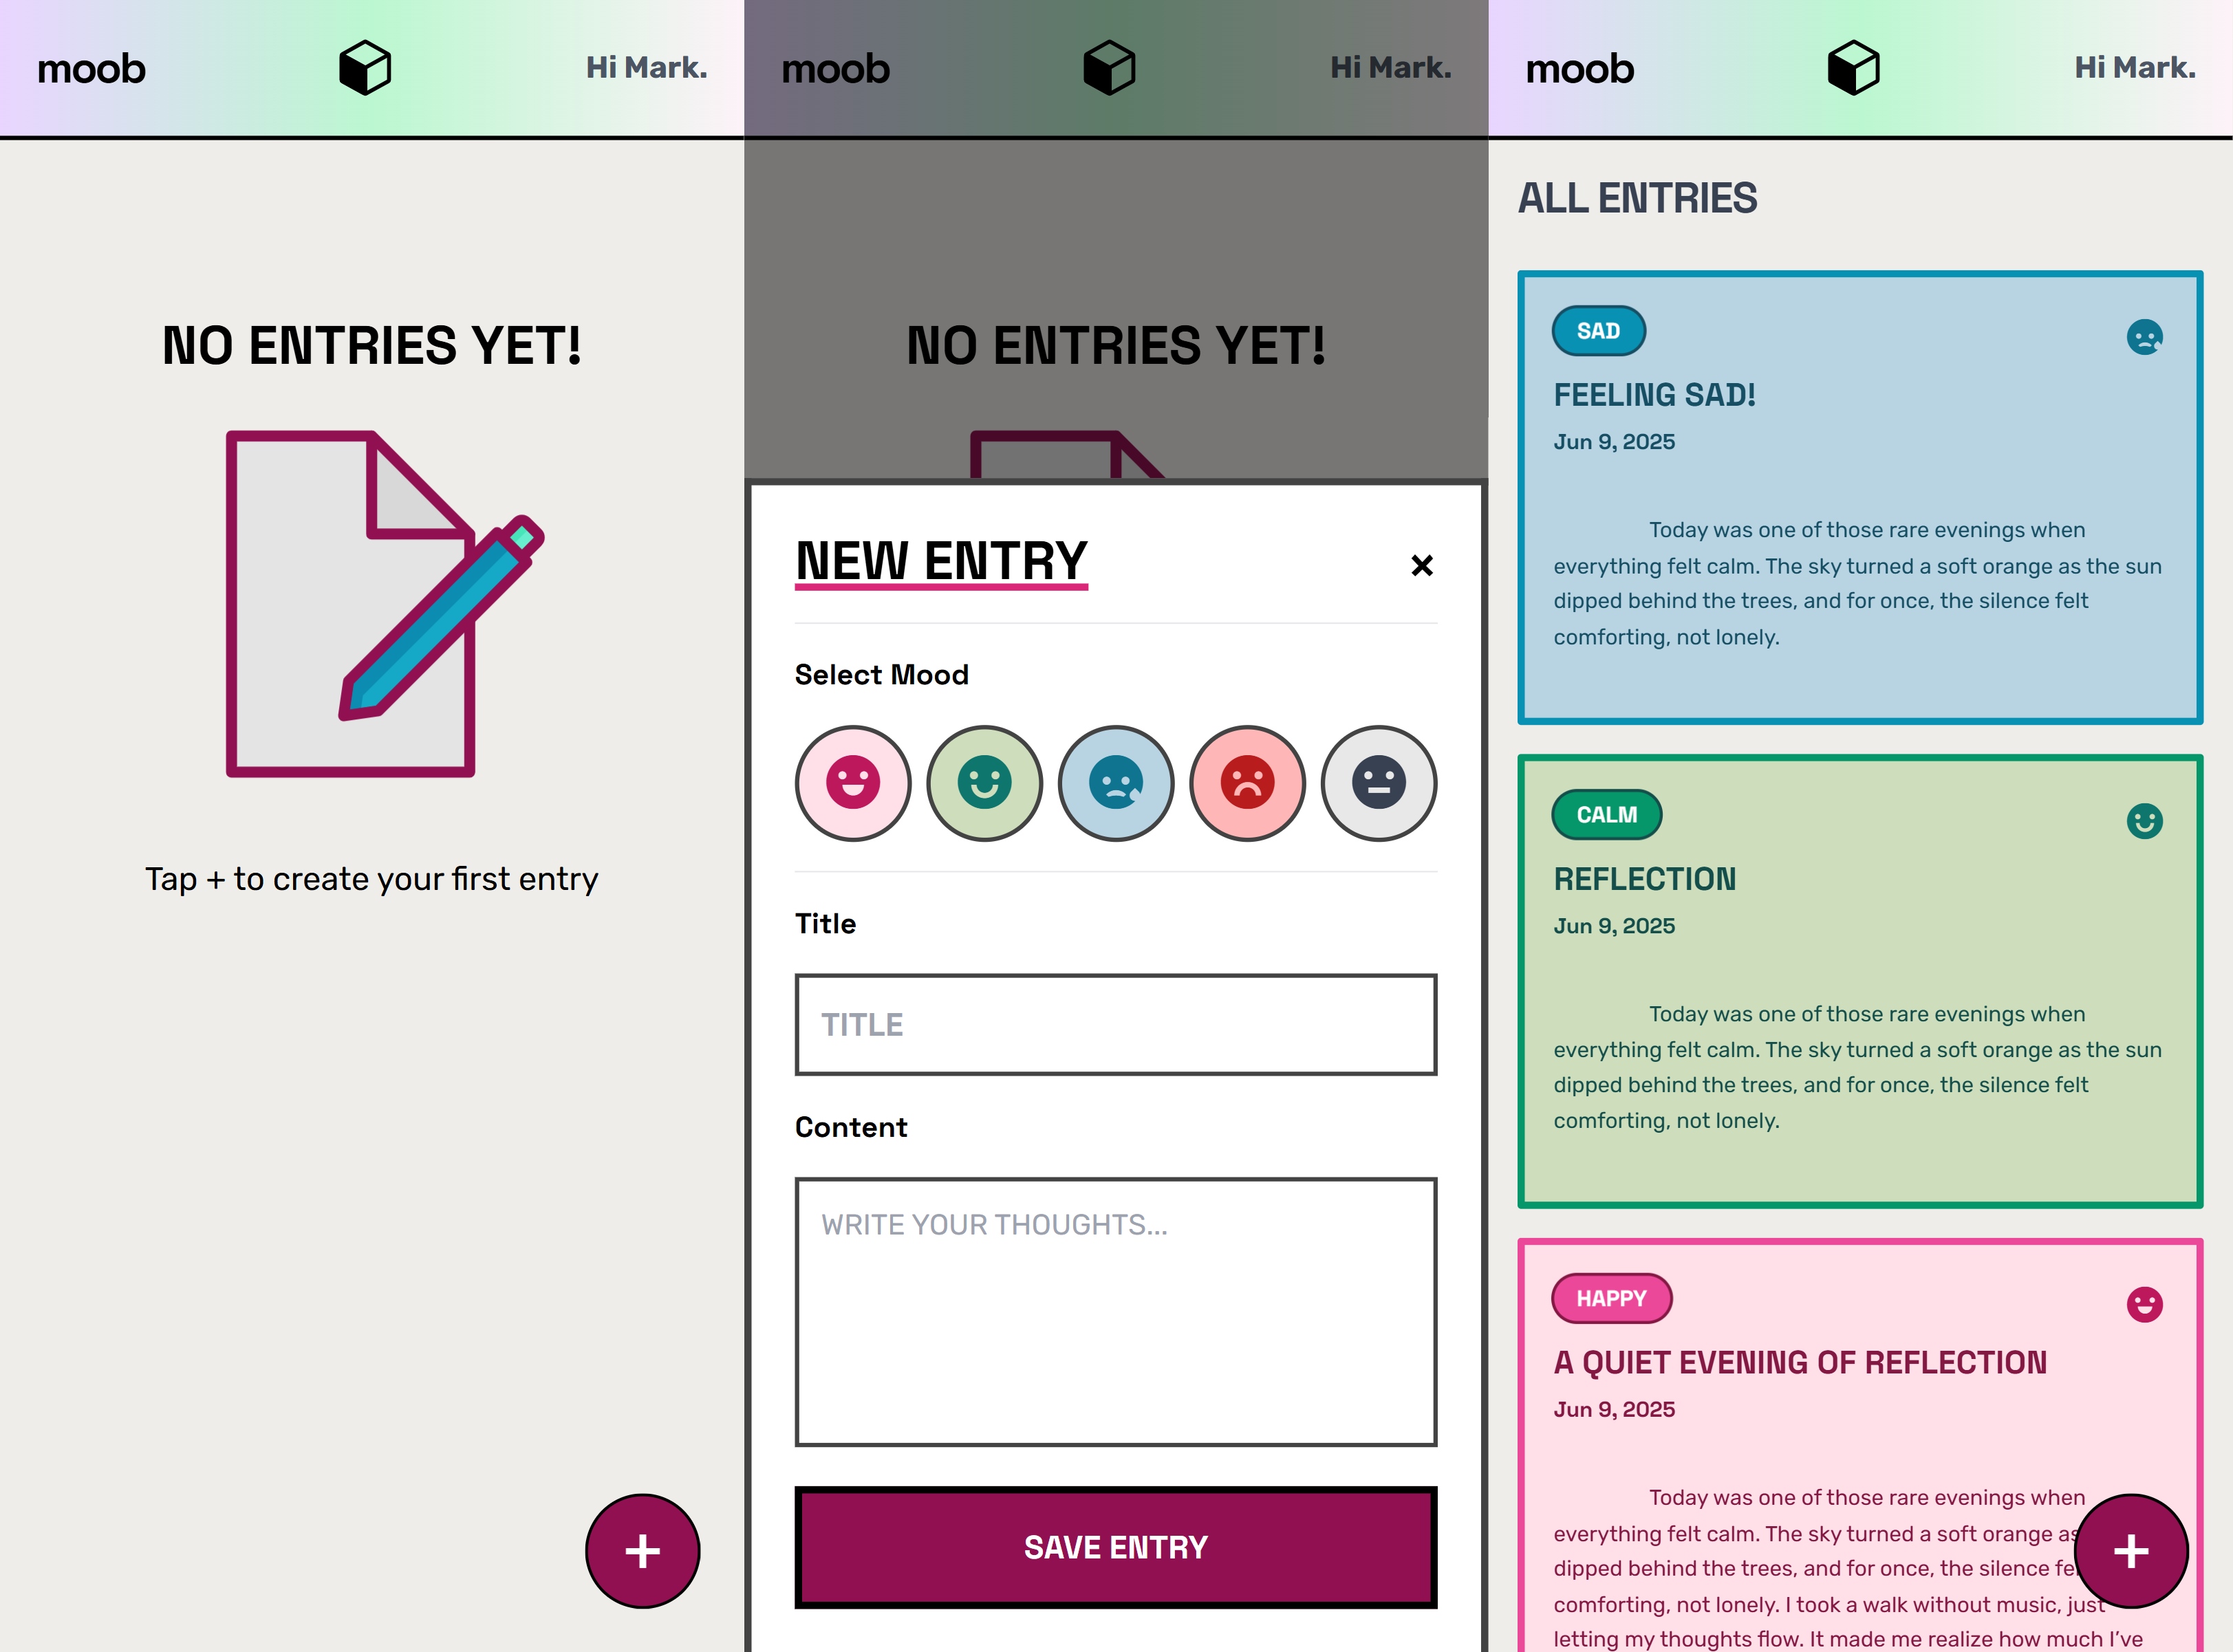 moob
Hi Mark.
NO ENTRIES YET!
Tap + to create your first entry
+
moob
Hi Mark.
NO ENTRIES YET!
NEW ENTRY
×
Select Mood
Title
TITLE
Content
WRITE YOUR THOUGHTS...
SAVE ENTRY
moob
Hi Mark.
ALL ENTRIES
SAD
FEELING SAD!
Jun 9, 2025
Today was one of those rare evenings when
everything felt calm. The sky turned a soft orange as the sun
dipped behind the trees, and for once, the silence felt
comforting, not lonely.
CALM
REFLECTION
Jun 9, 2025
Today was one of those rare evenings when
everything felt calm. The sky turned a soft orange as the sun
dipped behind the trees, and for once, the silence felt
comforting, not lonely.
HAPPY
A QUIET EVENING OF REFLECTION
Jun 9, 2025
Today was one of those rare evenings when
everything felt calm. The sky turned a soft orange as
dipped behind the trees, and for once, the silence
comforting, not lonely. I took a walk without music, just
letting my thoughts flow. It made me realize how much I've
+